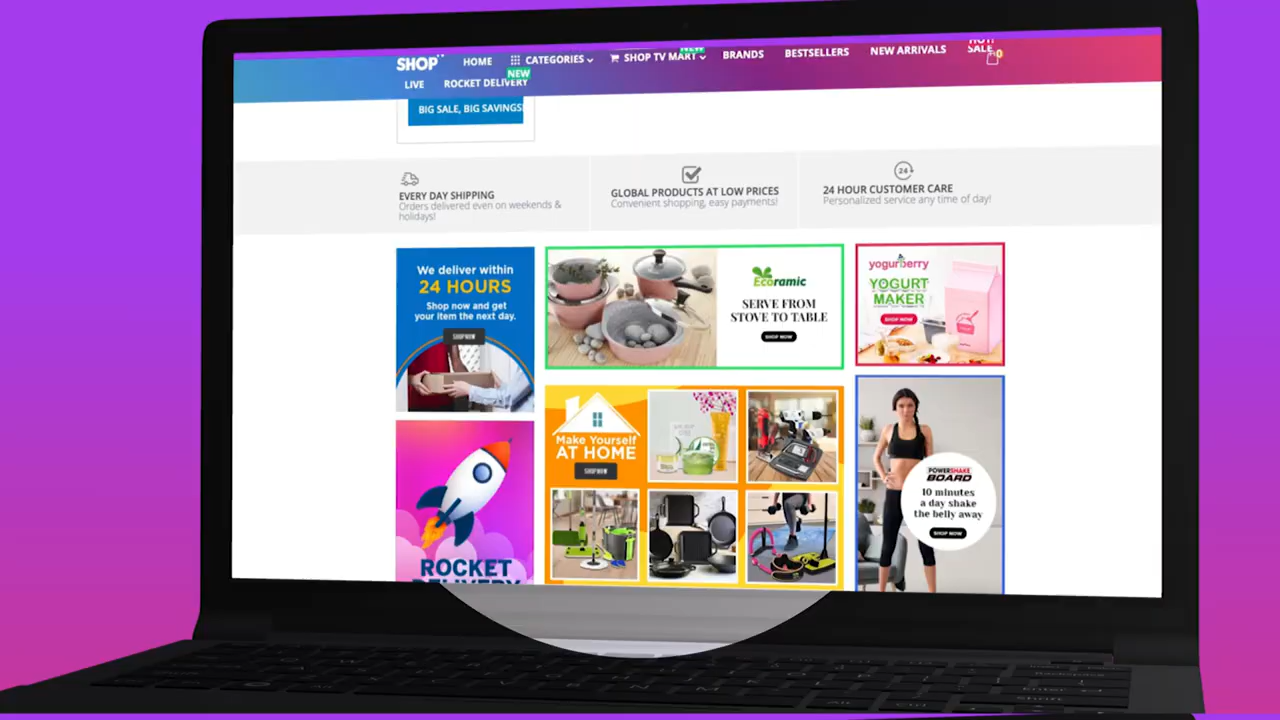 SHOP
HOME
CATEGORIES
NEW
SHOP TV MART
BRANDS
BESTSELLERS
NEW ARRIVALS
HOT!
SALE
0
LIVE
NEW
ROCKET DELIVERY
BIG SALE, BIG SAVINGS!
EVERY DAY SHIPPING
Orders delivered even on weekends &
holidays!
GLOBAL PRODUCTS AT LOW PRICES
Convenient shopping, easy payments!
24
24 HOUR CUSTOMER CARE
Personalized service any time of day!
We deliver within
24 HOURS
Shop now and get
your item the next day.
SHOP NOW
Ecoramic
SERVE FROM
STOVE TO TABLE
SHOP NOW
yogurberry
YOGURT
MAKER
SHOP NOW
Make Yourself
AT HOME
SHOP NOW
POWERSHAKE
BOARD
10 minutes
a day shake
the belly away
SHOP NOW
ROCKET
DELIVERY